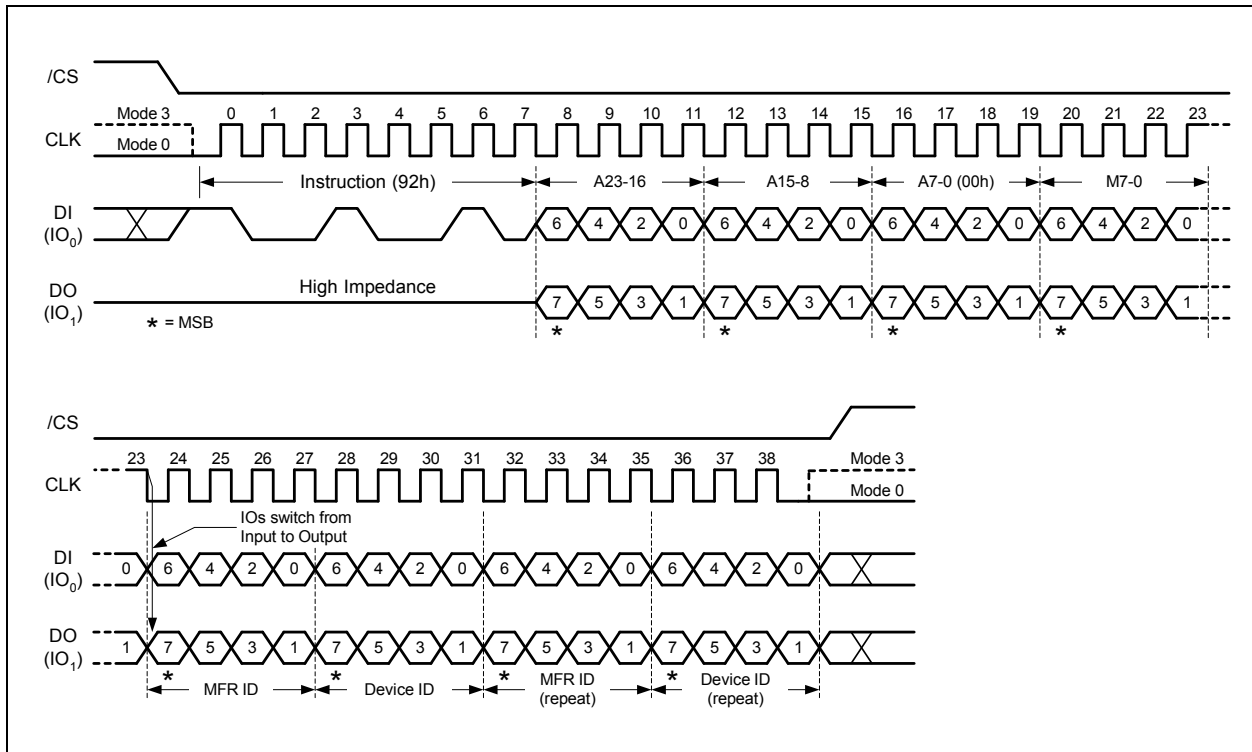 /CS
Mode 3 0 1 2 3 4 5 6 7 8 9 10 11 12 13 14 15 16 17 18 19 20 21 22 23
CLK
Mode 0
Instruction (92h) A23-16 A15-8 A7-0 (00h) M7-0
DI
(IO0)
6 4 2 0 6 4 2 0 6 4 2 0 6 4 2 0
High Impedance
DO
(IO1)
7 5 3 1 7 5 3 1 7 5 3 1 7 5 3 1
* = MSB
* * * *
/CS
23 24 25 26 27 28 29 30 31 32 33 34 35 36 37 38 Mode 3
CLK
Mode 0
IOs switch from
Input to Output
DI
(IO0)
0 6 4 2 0 6 4 2 0 6 4 2 0 6 4 2 0
DO
(IO1)
1 7 5 3 1 7 5 3 1 7 5 3 1 7 5 3 1
* * * *
MFR ID Device ID MFR ID
(repeat) Device ID
(repeat)